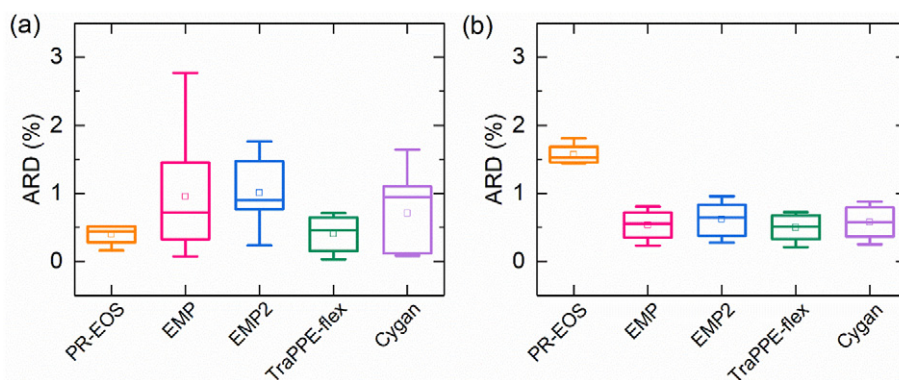 (a)
ARD (%)
3
2
1
0
PR-EOS
EMP
EMP2
TraPPE-flex
Cygan
(b)
ARD (%)
3
2
1
0
PR-EOS
EMP
EMP2
TraPPE-flex
Cygan